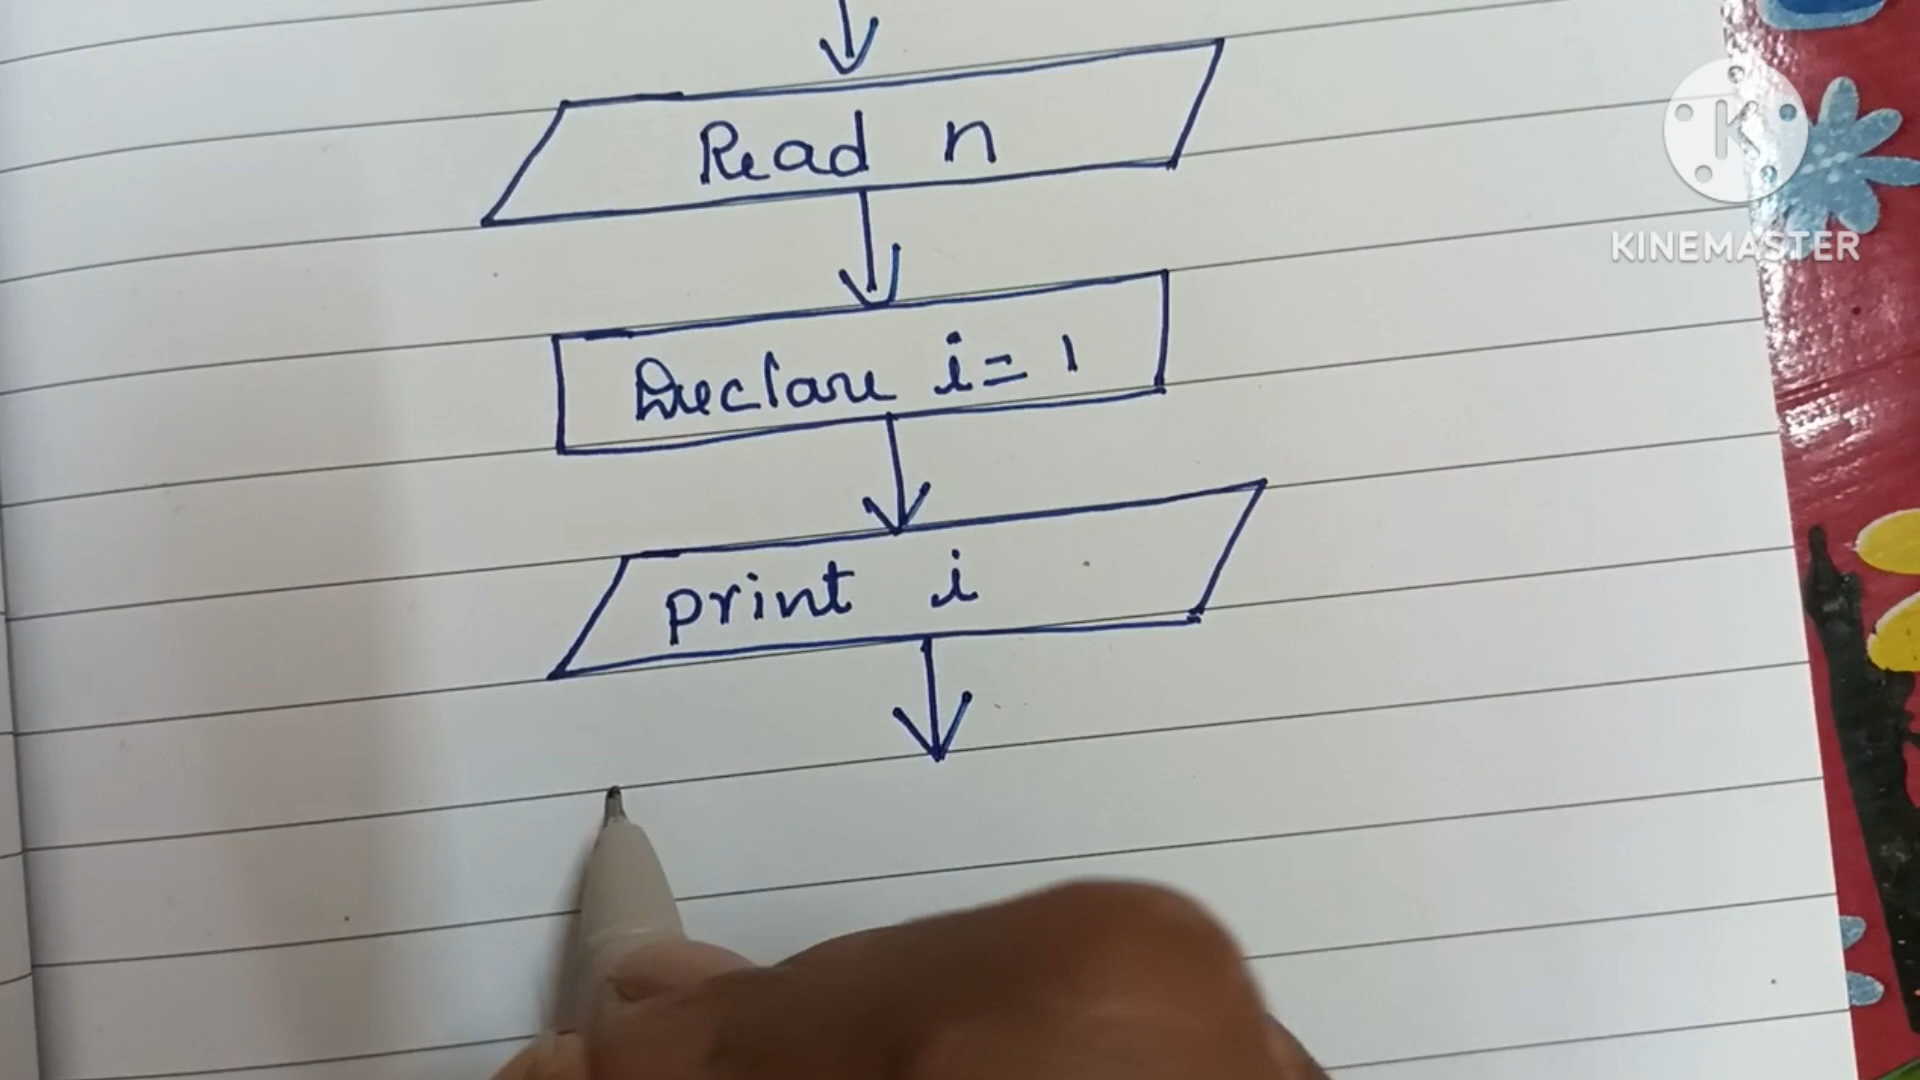 Read n
KINEMASTER
Declare i = 1
print i